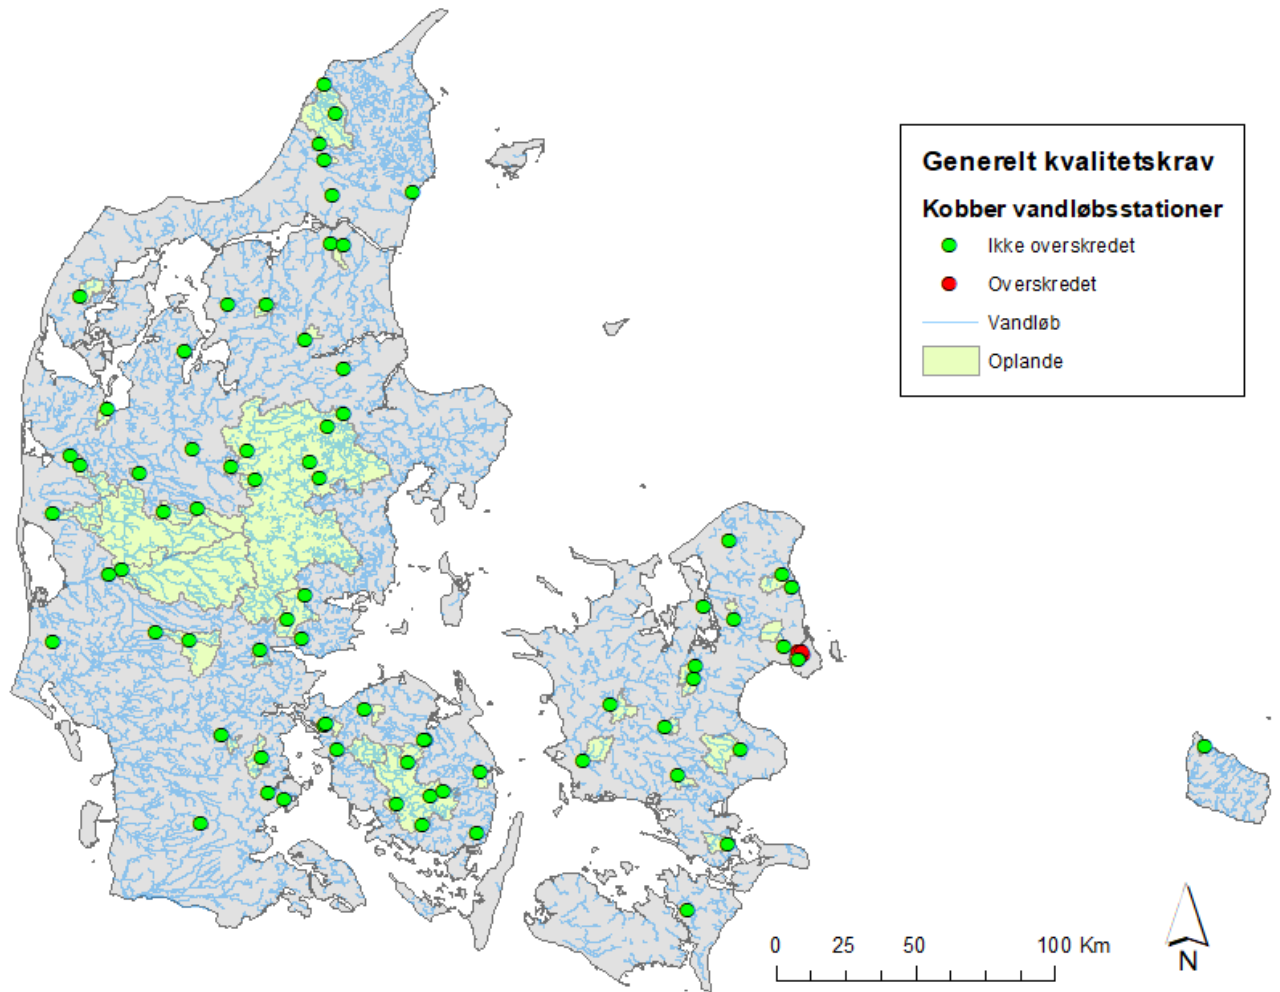 Generelt kvalitetskrav
Kobber vandløbsstationer
Ikke overskredet
Overskredet
Vandløb
Oplande
0 25 50 100 Km
N